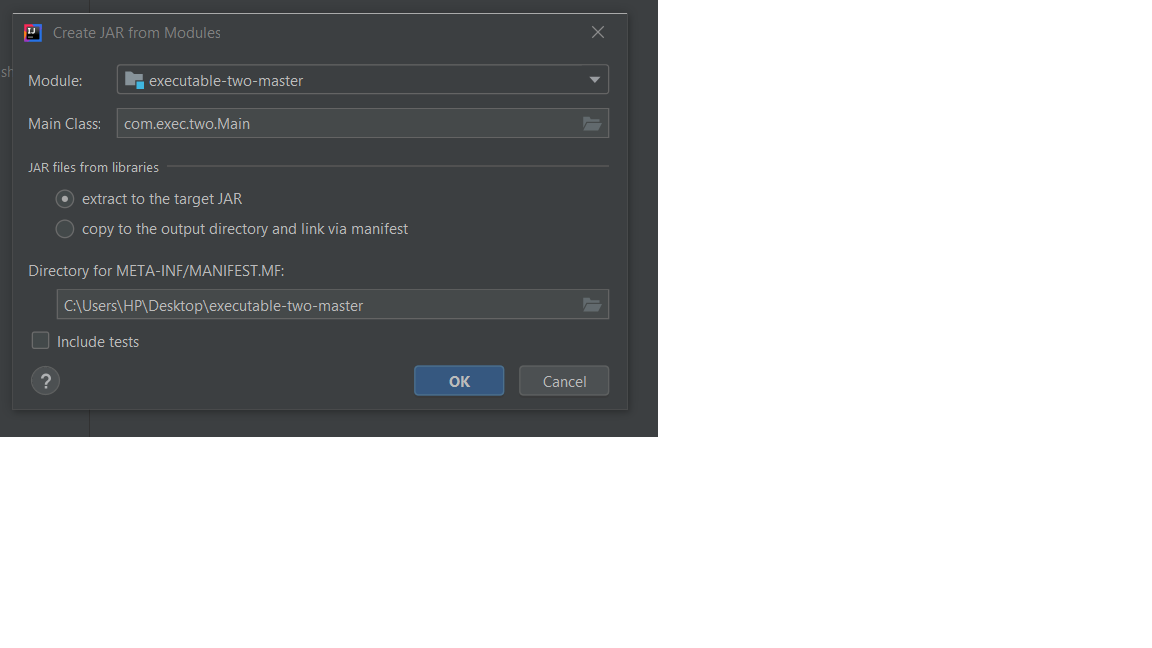 Create JAR from Modules
sh
Module: executable-two-master
Main Class: com.exec.two.Main
JAR files from libraries
extract to the target JAR
copy to the output directory and link via manifest
Directory for META-INF/MANIFEST.MF:
C:\Users\HP\Desktop\executable-two-master
Include tests
? OK Cancel